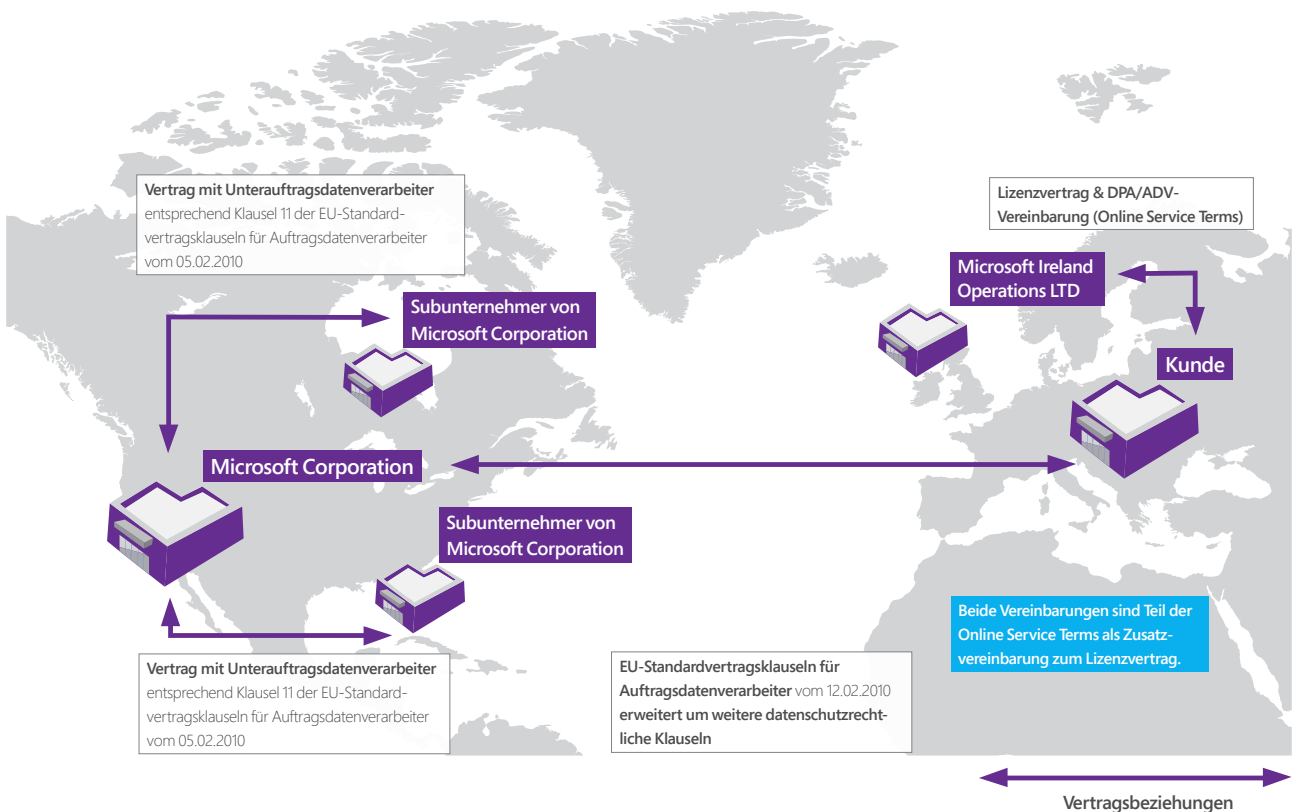 Vertrag mit Unterauftragsdatenverarbeiter
entsprechend Klausel 11 der EU-Standard-
vertragsklauseln für Auftragsdatenverarbeiter
vom 05.02.2010
Lizenzvertrag & DPA/ADV-
Vereinbarung (Online Service Terms)
Microsoft Ireland
Operations LTD
Subunternehmer von
Microsoft Corporation
Kunde
Microsoft Corporation
Subunternehmer von
Microsoft Corporation
Beide Vereinbarungen sind Teil der
Online Service Terms als Zusatz-
vereinbarung zum Lizenzvertrag.
Vertrag mit Unterauftragsdatenverarbeiter
entsprechend Klausel 11 der EU-Standard-
vertragsklauseln für Auftragsdatenverarbeiter
vom 05.02.2010
EU-Standardvertragsklauseln für
Auftragsdatenverarbeiter vom 12.02.2010
erweitert um weitere datenschutzrecht-
liche Klauseln
Vertragsbeziehungen